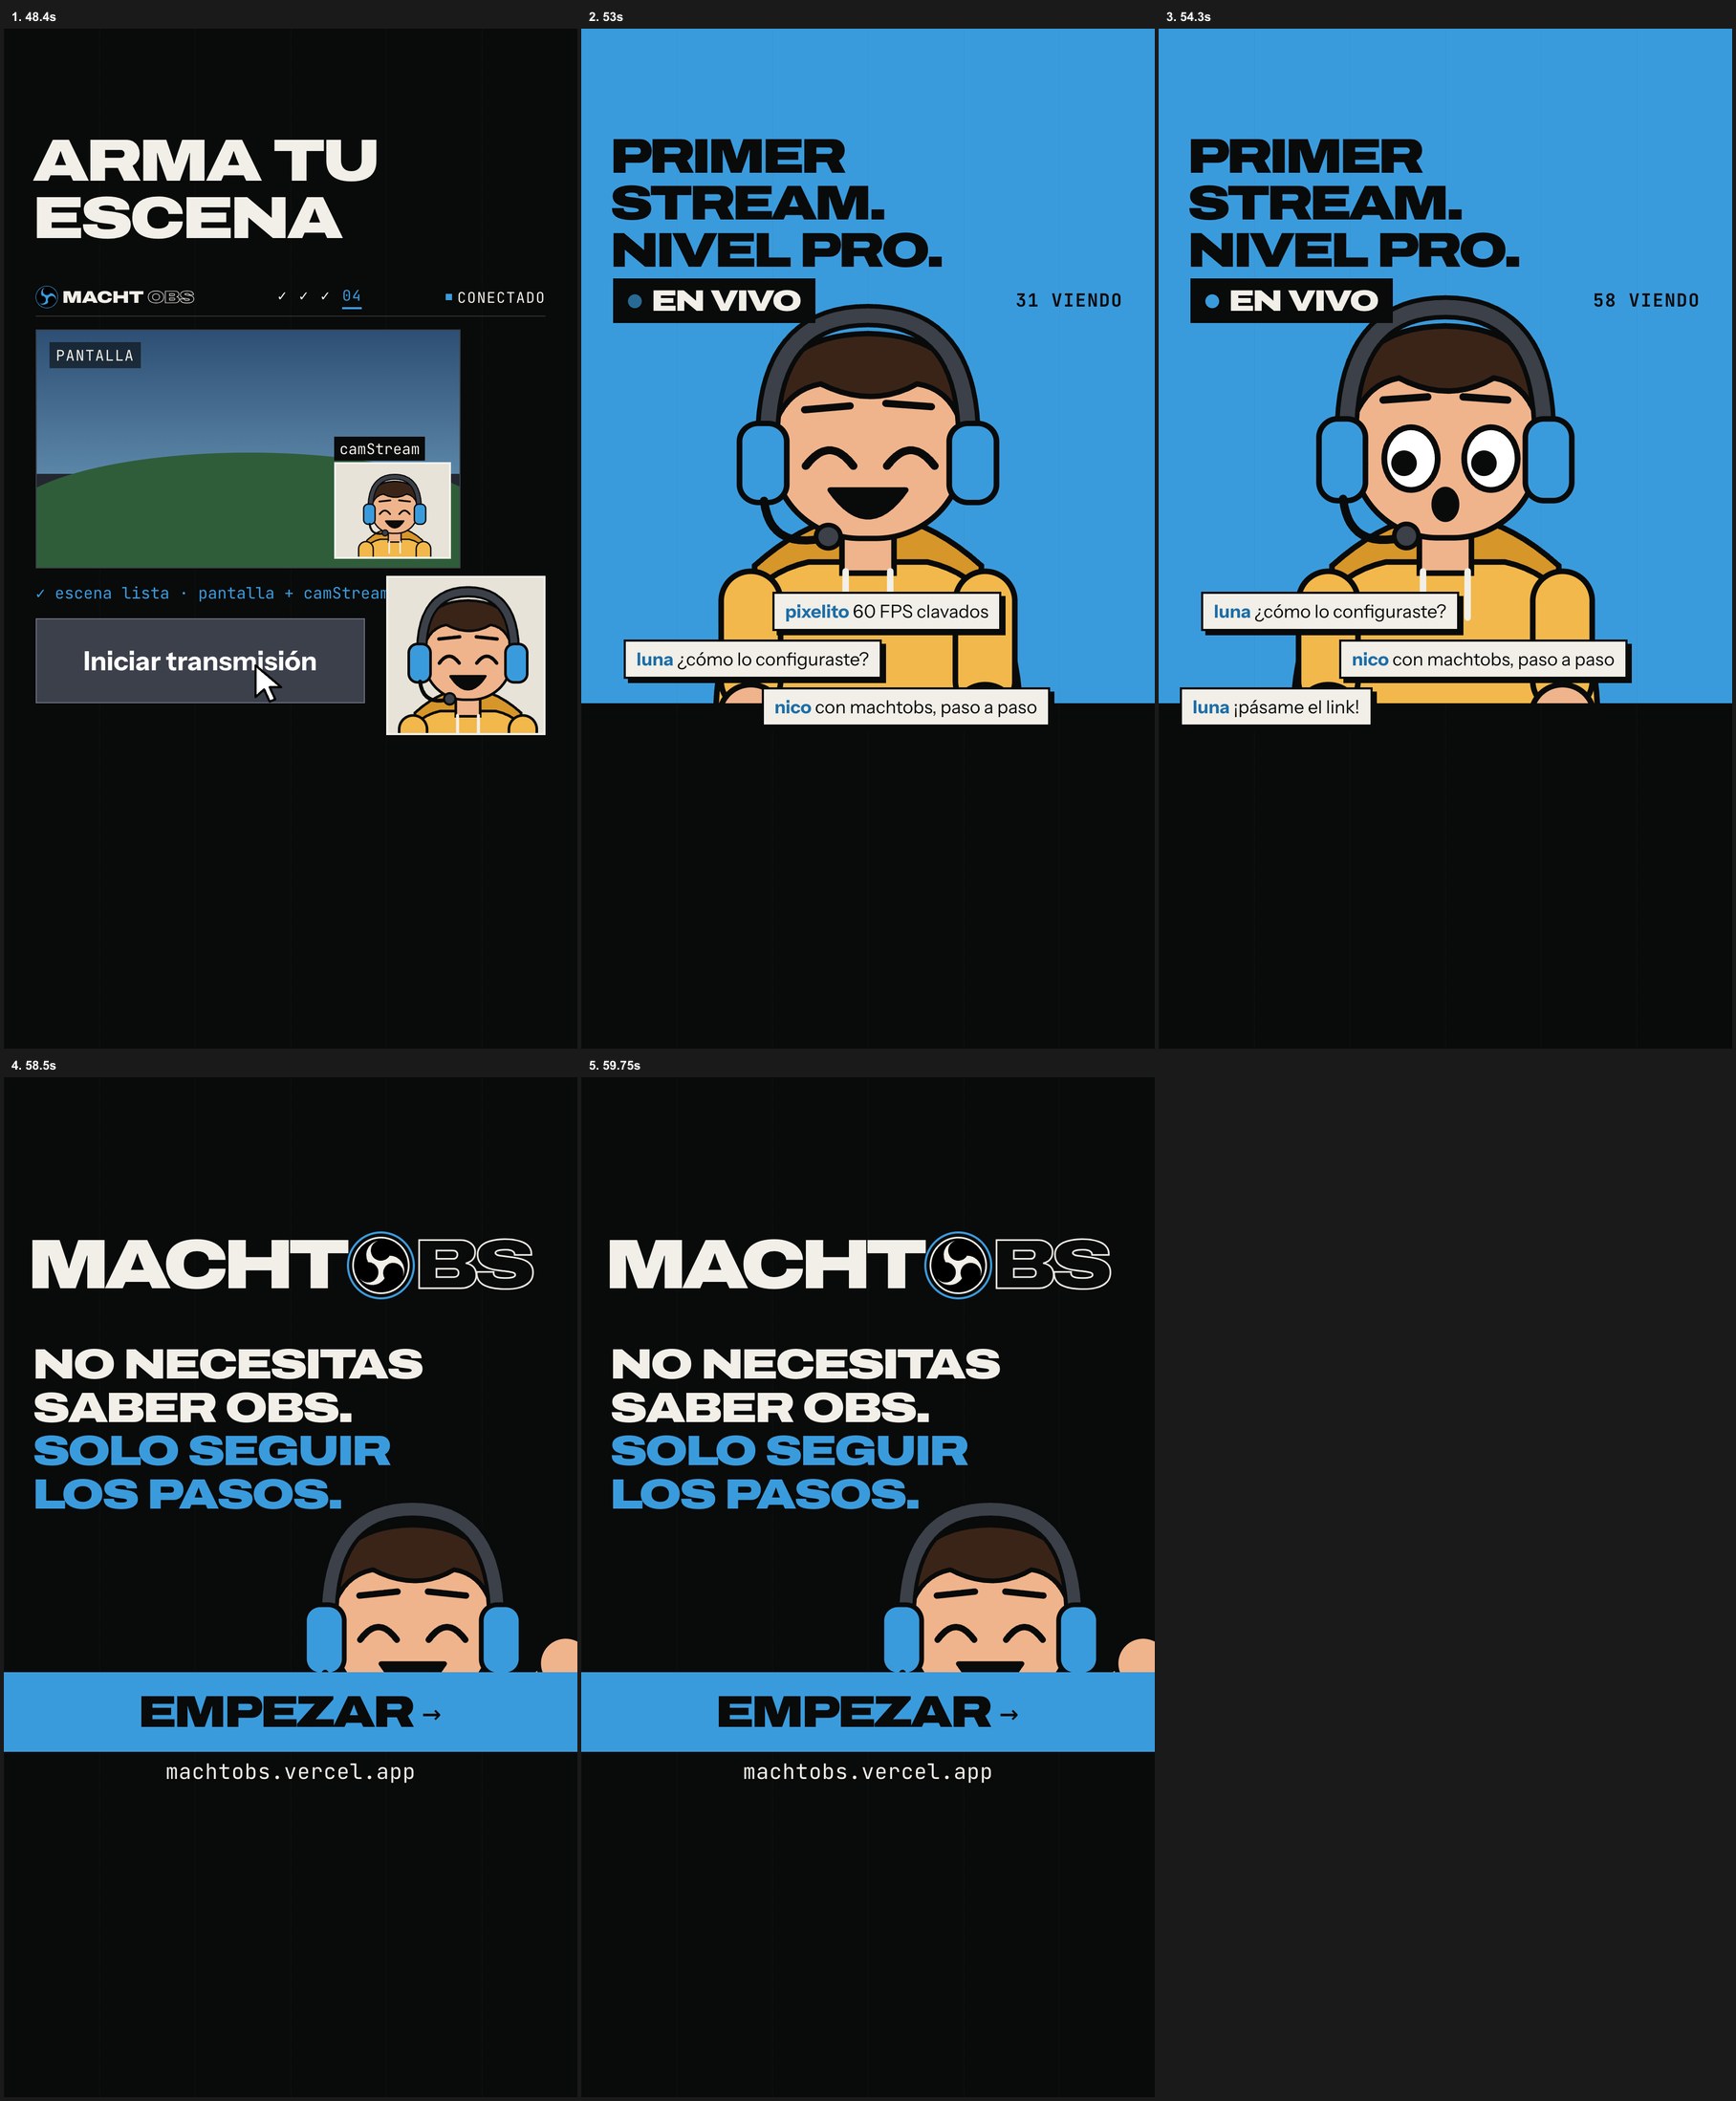 1. 48.4s
ARMA TU
ESCENA
MACHT OBS
✓ ✓ ✓ 04
CONECTADO
PANTALLA
camStream
✓ escena lista · pantalla + camStream
Iniciar transmisión
2. 53s
PRIMER
STREAM.
NIVEL PRO.
EN VIVO
31 VIENDO
pixelito 60 FPS clavados
luna ¿cómo lo configuraste?
nico con machtobs, paso a paso
3. 54.3s
PRIMER
STREAM.
NIVEL PRO.
EN VIVO
58 VIENDO
luna ¿cómo lo configuraste?
nico con machtobs, paso a paso
luna ¡pásame el link!
4. 58.5s
MACHTOBS
NO NECESITAS
SABER OBS.
SOLO SEGUIR
LOS PASOS.
EMPEZAR →
machtobs.vercel.app
5. 59.75s
MACHTOBS
NO NECESITAS
SABER OBS.
SOLO SEGUIR
LOS PASOS.
EMPEZAR →
machtobs.vercel.app